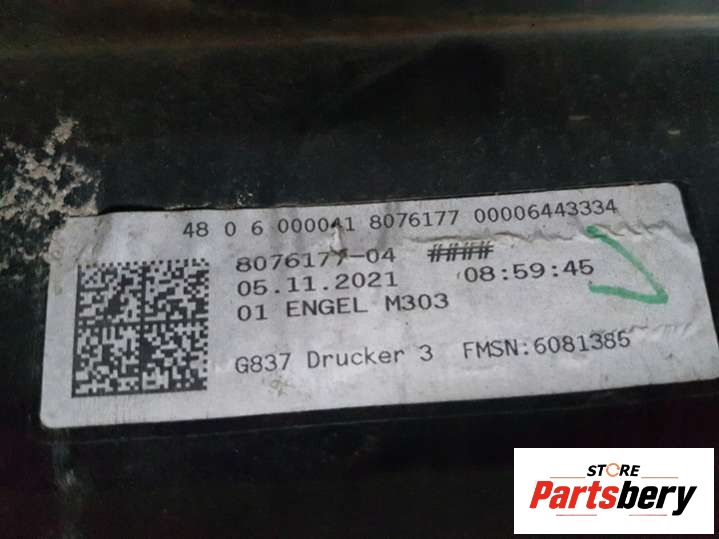 48 0 6 000041 8076177 00006443334
8076177-04 ####
05.11.2021 08:59:45
01 ENGEL M303
G837 Drucker 3 FMSN:6081385
STORE
Partsbery